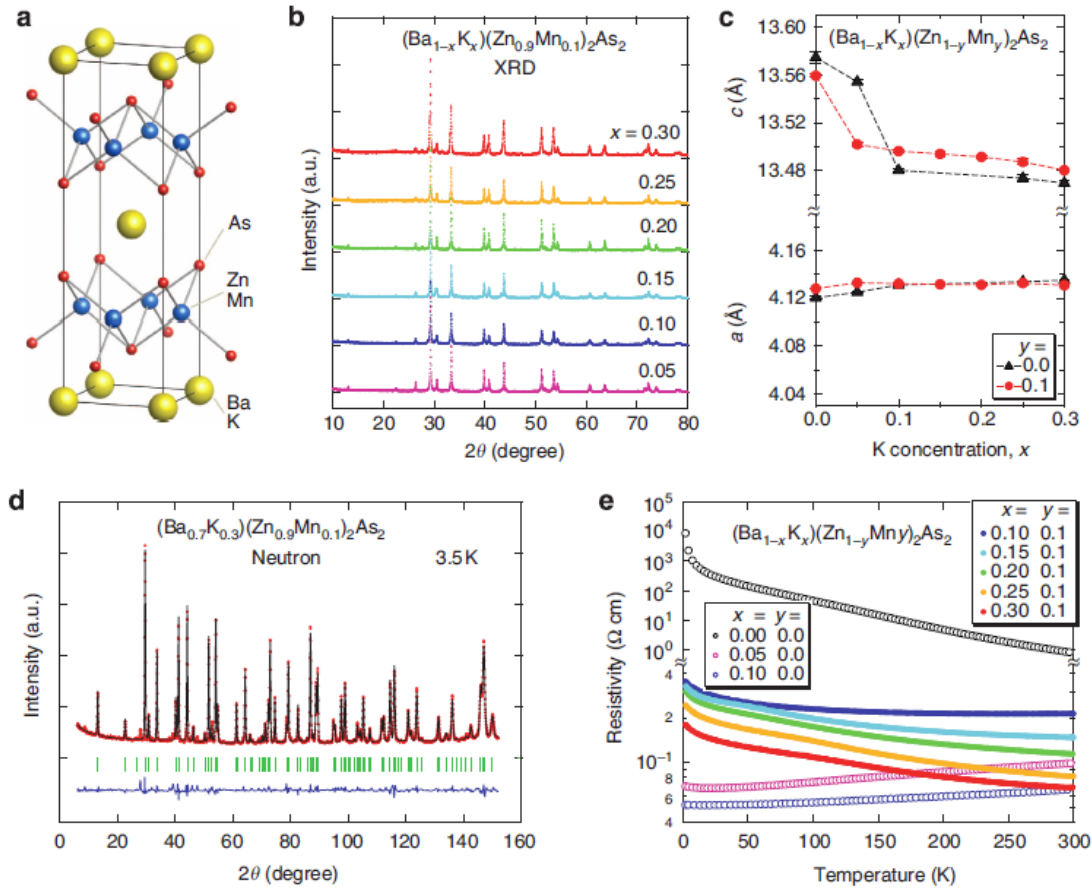 a
As
Zn
Mn
Ba
K
b
(Ba1−xKx)(Zn0.9Mn0.1)2As2
XRD
x = 0.30
0.25
0.20
0.15
0.10
0.05
Intensity (a.u.)
10 20 30 40 50 60 70 80
2θ (degree)
c
(Ba1−xKx)(Zn1−yMny)2As2
13.60
13.56
13.50
13.48
c (Å)
≈ ≈
4.16
4.12
4.08
4.04
a (Å)
y =
0.0
0.1
0.0 0.1 0.2 0.3
K concentration, x
d
(Ba0.7K0.3)(Zn0.9Mn0.1)2As2
Neutron 3.5 K
Intensity (a.u.)
0 20 40 60 80 100 120 140 160
2θ (degree)
e
(Ba1−xKx)(Zn1−yMny)2As2
x = y =
0.10 0.1
0.15 0.1
0.20 0.1
0.25 0.1
0.30 0.1
x = y =
0.00 0.0
0.05 0.0
0.10 0.0
10^5
10^4
10^3
10^2
10^1
10^0
≈ ≈
4
2
10^−1
8
6
4
Resistivity (Ω cm)
0 50 100 150 200 250 300
Temperature (K)